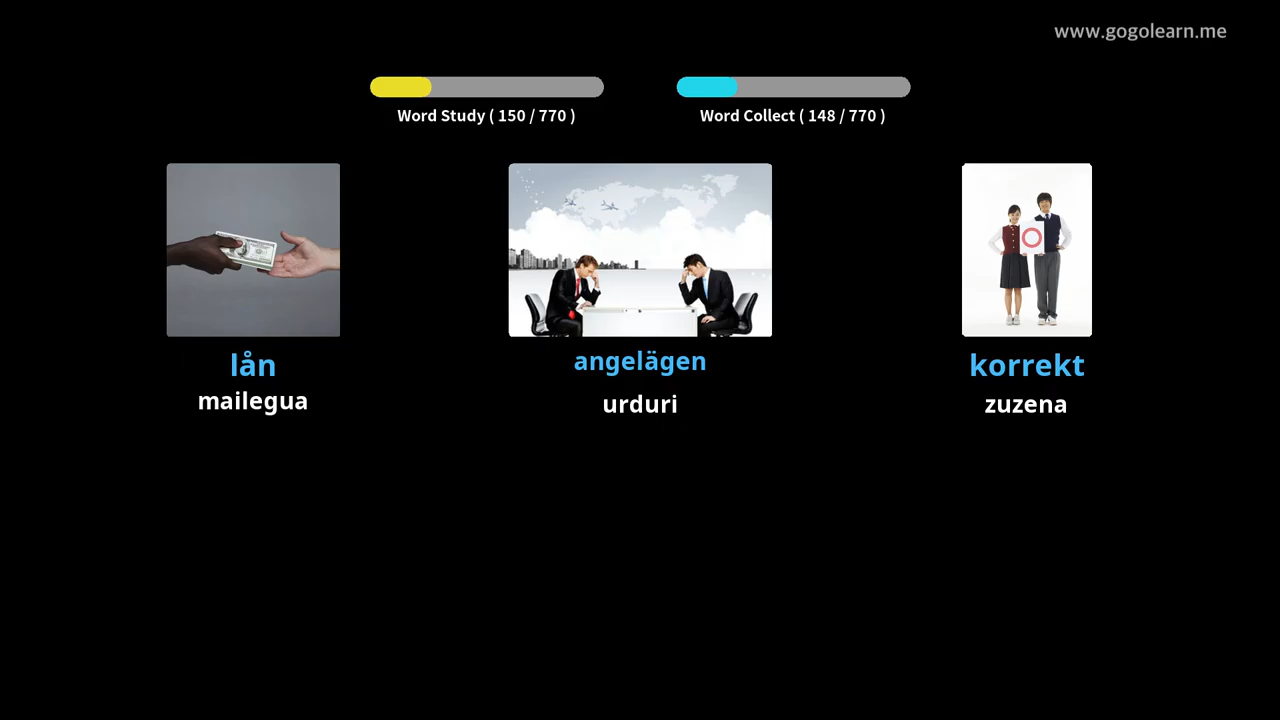 www.gogolearn.me
Word Study ( 150 / 770 )
Word Collect ( 148 / 770 )
lån
angelägen
korrekt
mailegua
urduri
zuzena